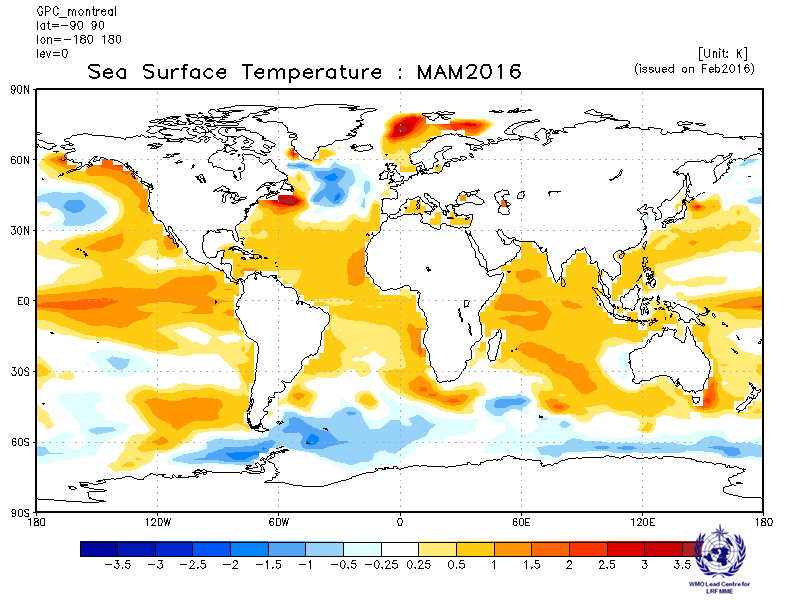 GPC_montreal
lat=-90 90
lon=-180 180
lev=0
[Unit: K]
Sea Surface Temperature : MAM2016
(issued on Feb2016)
90N
60N
30N
EQ
30S
60S
90S
180 120W 60W 0 60E 120E 180
-3.5 -3 -2.5 -2 -1.5 -1 -0.5 -0.25 0.25 0.5 1 1.5 2 2.5 3 3.5
WMO Lead Centre for
LRF MME